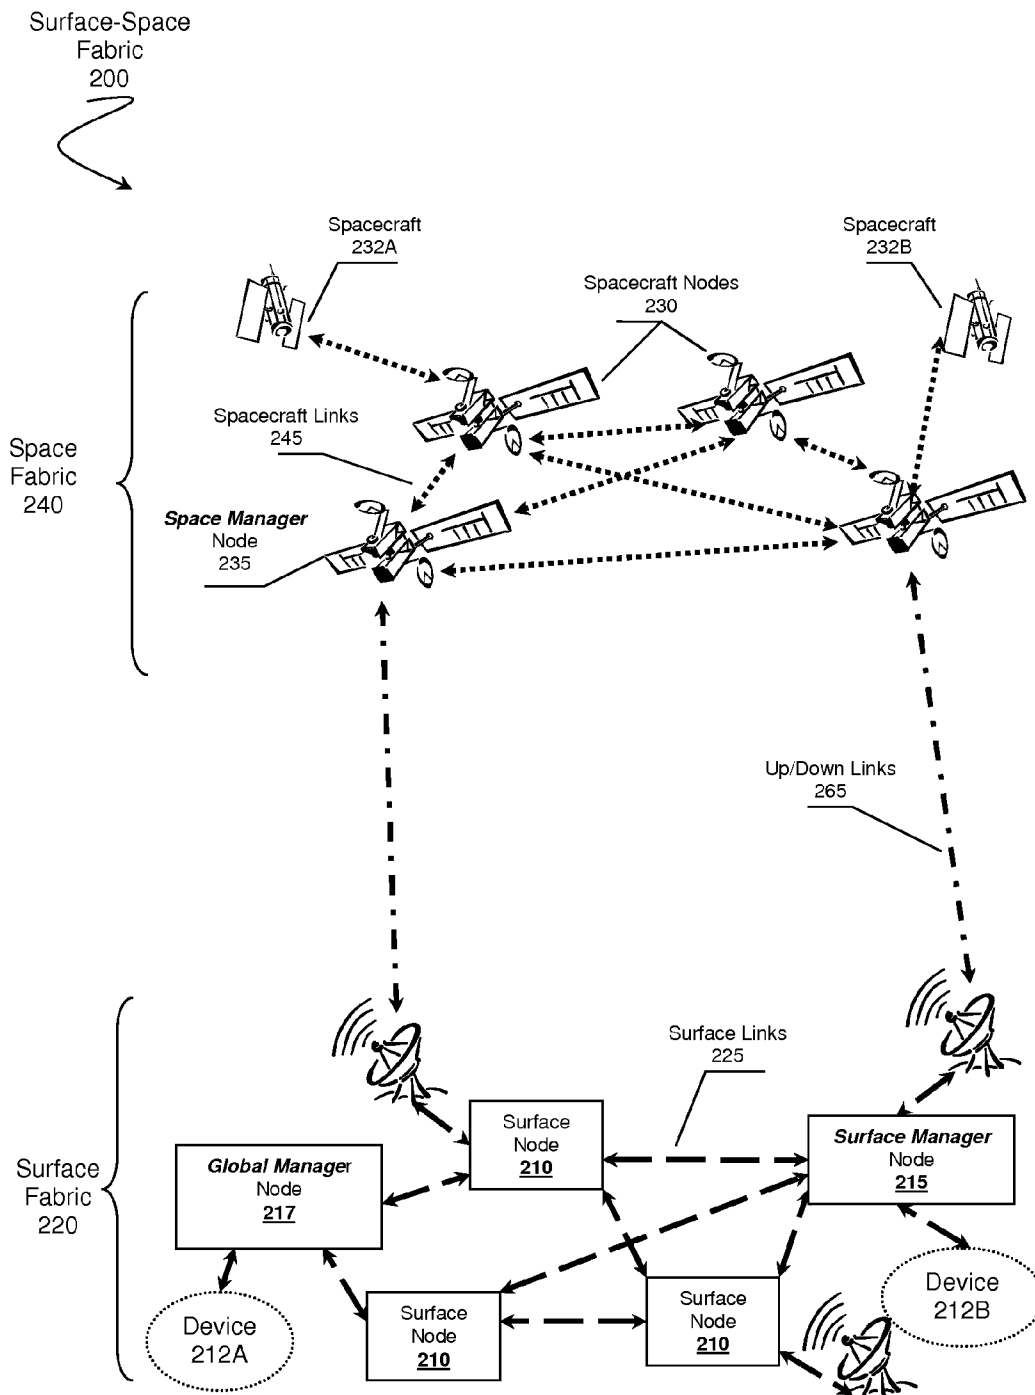 Surface-Space
Fabric
200
Spacecraft
232A
Spacecraft
232B
Spacecraft Nodes
230
Spacecraft Links
245
Space
Fabric
240
Space Manager
Node
235
Up/Down Links
265
Surface Links
225
Surface
Node
210
Surface Manager
Node
215
Global Manager
Node
217
Surface
Fabric
220
Device
212A
Surface
Node
210
Surface
Node
210
Device
212B